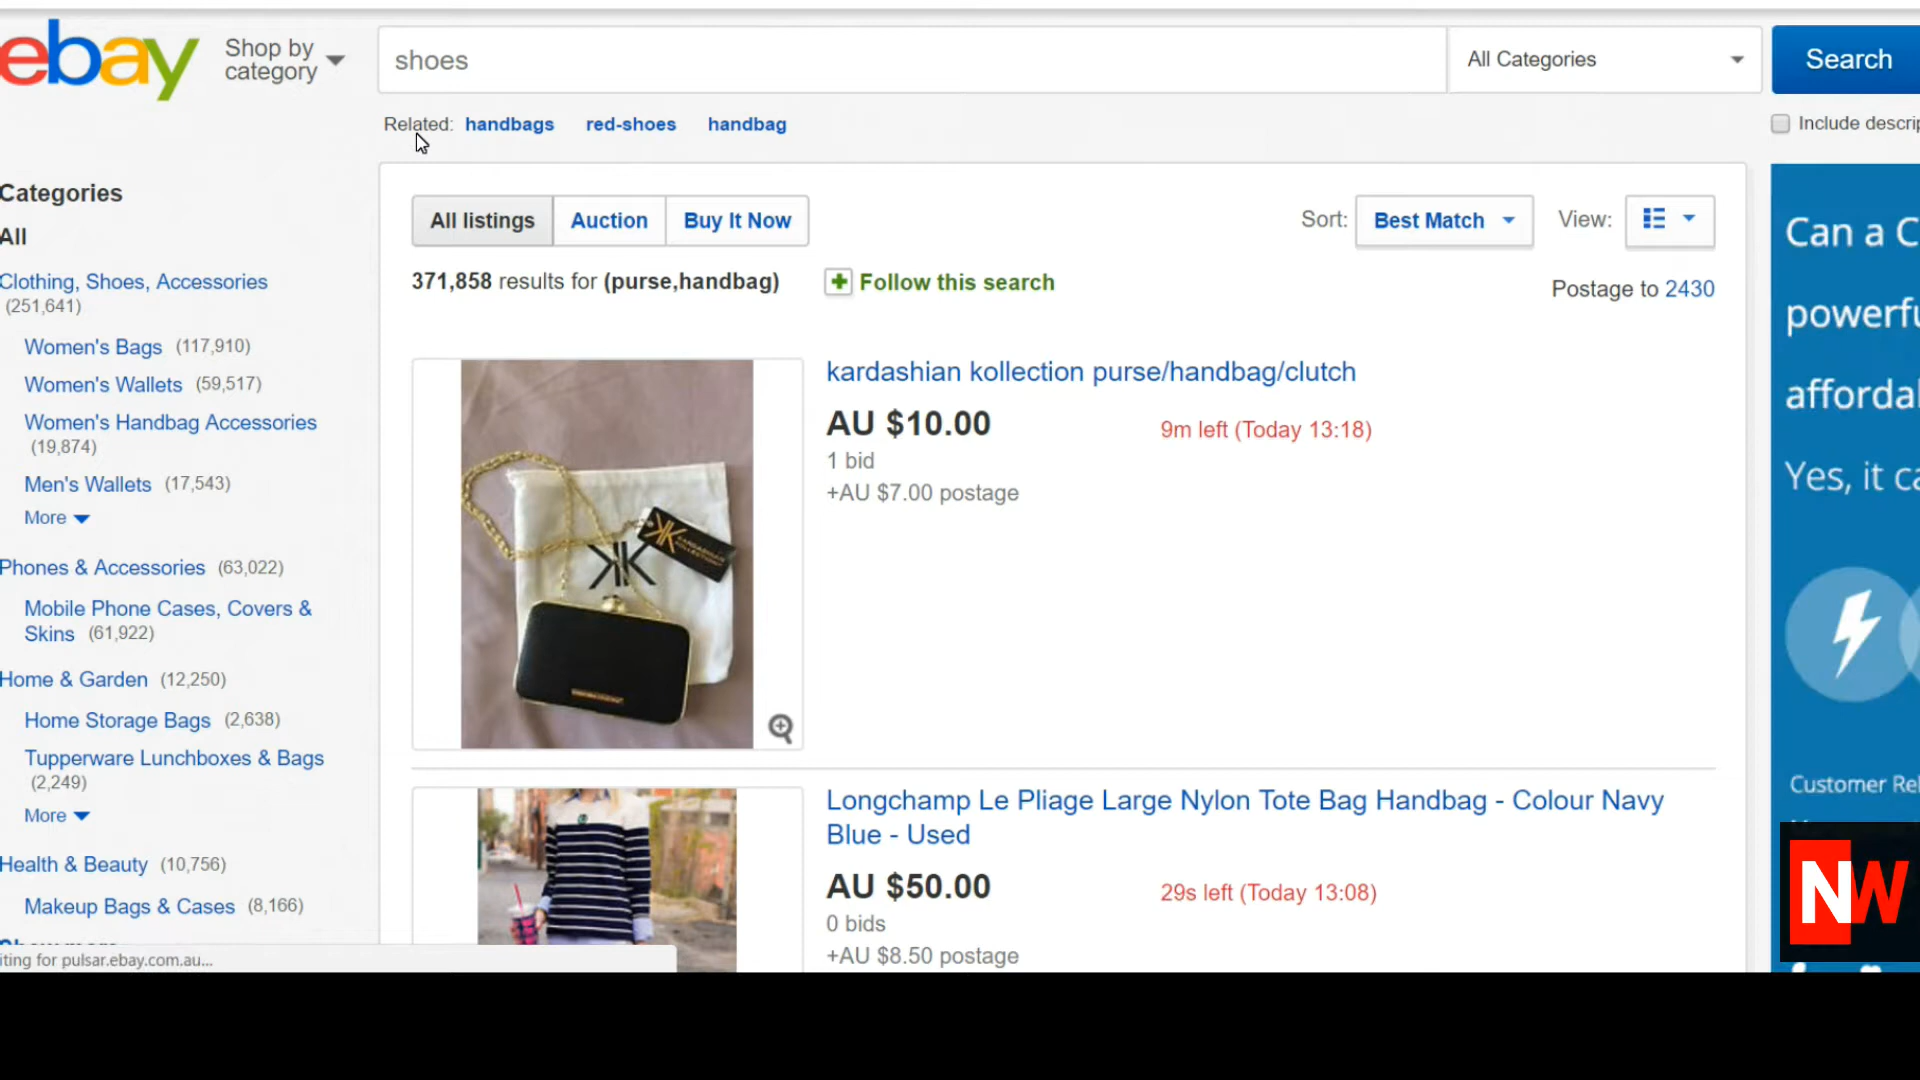 ebay
Shop by
category
shoes
All Categories
Search
Related: handbags red-shoes handbag
Include descrip
Categories
All
Clothing, Shoes, Accessories
(251,641)
Women's Bags (117,910)
Women's Wallets (59,517)
Women's Handbag Accessories
(19,874)
Men's Wallets (17,543)
More
Phones & Accessories (63,022)
Mobile Phone Cases, Covers &
Skins (61,922)
Home & Garden (12,250)
Home Storage Bags (2,638)
Tupperware Lunchboxes & Bags
(2,249)
More
Health & Beauty (10,756)
Makeup Bags & Cases (8,166)
iting for pulsar.ebay.com.au...
All listings Auction Buy It Now
Sort: Best Match View:
371,858 results for (purse,handbag) Follow this search
Postage to 2430
kardashian kollection purse/handbag/clutch
AU $10.00 9m left (Today 13:18)
1 bid
+AU $7.00 postage
KARDASHIAN
KOLLECTION
Longchamp Le Pliage Large Nylon Tote Bag Handbag - Colour Navy
Blue - Used
AU $50.00 29s left (Today 13:08)
0 bids
+AU $8.50 postage
Can a C
powerfu
affordal
Yes, it ca
Customer Rel
NW